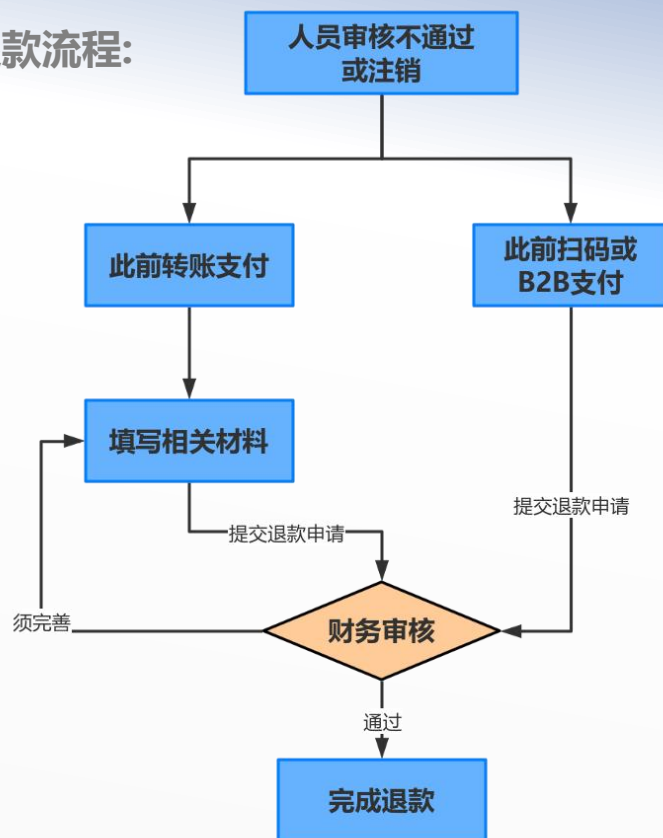 款流程:
人员审核不通过
或注销
此前转账支付
此前扫码或
B2B支付
填写相关材料
提交退款申请
提交退款申请
须完善
财务审核
通过
完成退款